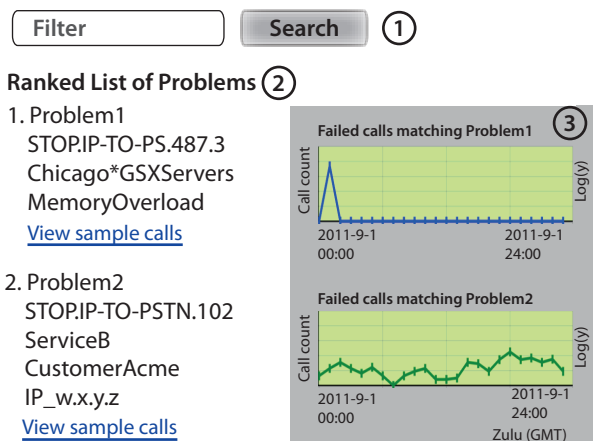 Filter Search 1
Ranked List of Problems 2
1. Problem1
STOP.IP-TO-PS.487.3
Chicago*GSXServers
MemoryOverload
View sample calls
2. Problem2
STOP.IP-TO-PSTN.102
ServiceB
CustomerAcme
IP_w.x.y.z
View sample calls
3
Failed calls matching Problem1
Call count
Log(y)
2011-9-1 2011-9-1
00:00 24:00
Failed calls matching Problem2
Call count
Log(y)
2011-9-1 2011-9-1
00:00 24:00
Zulu (GMT)